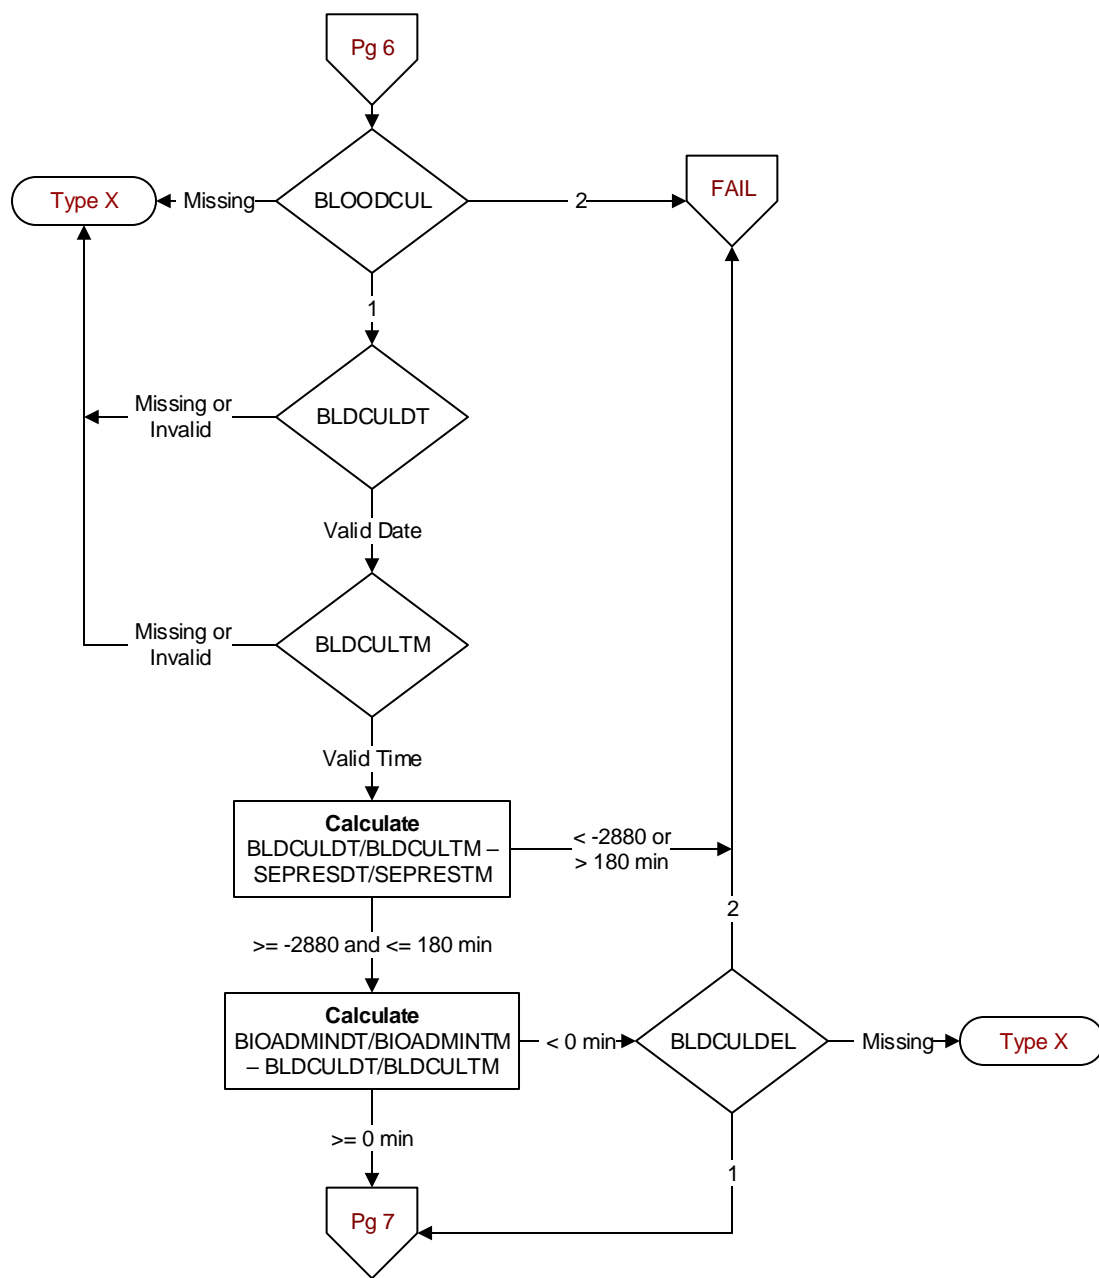 Pg 6
Type X
Missing
BLOODCUL
2
FAIL
1
Missing or
Invalid
BLDCULDT
Valid Date
Missing or
Invalid
BLDCULTM
Valid Time
Calculate
BLDCULDT/BLDCULTM –
SEPRESDT/SEPRESTM
< -2880 or
> 180 min
2
>= -2880 and <= 180 min
Calculate
BIOADMINDT/BIOADMINTM
– BLDCULDT/BLDCULTM
< 0 min
BLDCULDEL
Missing
Type X
>= 0 min
1
Pg 7